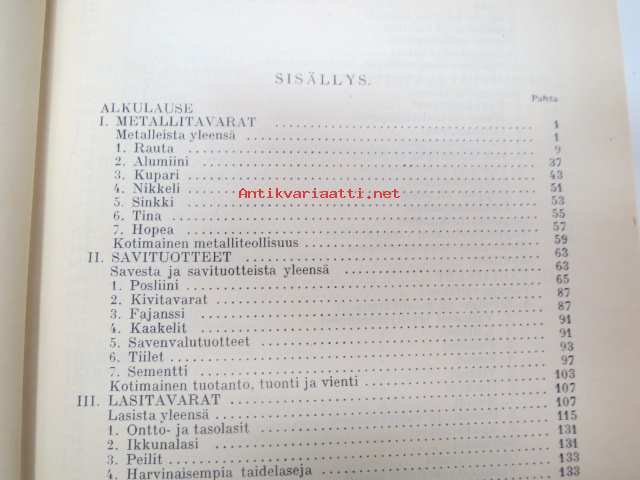 SISÄLLYS.
Palsta
ALKULAUSE
I. METALLITAVARAT . . . . . 1
Metalleista yleensä . . . . . 1
1. Rauta . . . . . 9
2. Alumiini . . . . . 37
3. Kupari . . . . . 43
4. Nikkeli . . . . . 51
Antikvariaatti.net
5. Sinkki . . . . . 53
6. Tina . . . . . 55
7. Hopea . . . . . 57
Kotimainen metalliteollisuus . . . . . 59
II. SAVITUOTTEET . . . . . 63
Savesta ja savituotteista yleensä . . . . . 63
1. Posliini . . . . . 65
2. Kivitavarat . . . . . 87
3. Fajanssi . . . . . 87
4. Kaakelit . . . . . 91
5. Savenvalutuotteet . . . . . 91
6. Tiilet . . . . . 93
7. Sementti . . . . . 97
Kotimainen tuotanto, tuonti ja vienti . . . . . 103
III. LASITAVARAT . . . . . 107
Lasista yleensä . . . . . 107
1. Ontto- ja tasolasit . . . . . 115
2. Ikkunalasi . . . . . 131
3. Peilit . . . . . 131
4. Harvinaisempia taidelaseja . . . . . 133
133